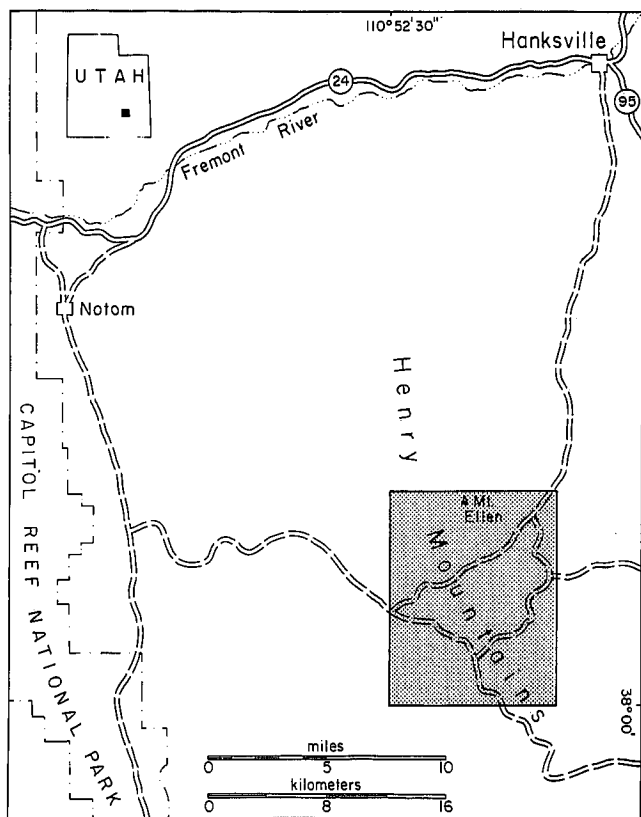 110°52'30"
Hanksville
UTAH
24
95
Fremont River
Notom
Henry
Mt.
Ellen
Mountains
CAPITOL REEF NATIONAL PARK
38°00'
miles
0 5 10
kilometers
0 8 16